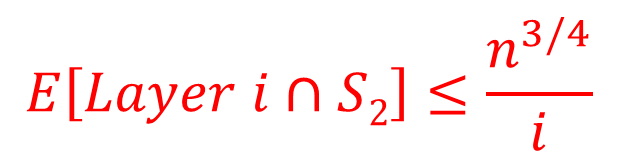 E[Layer i ∩ S₂] ≤ n^{3/4} / i